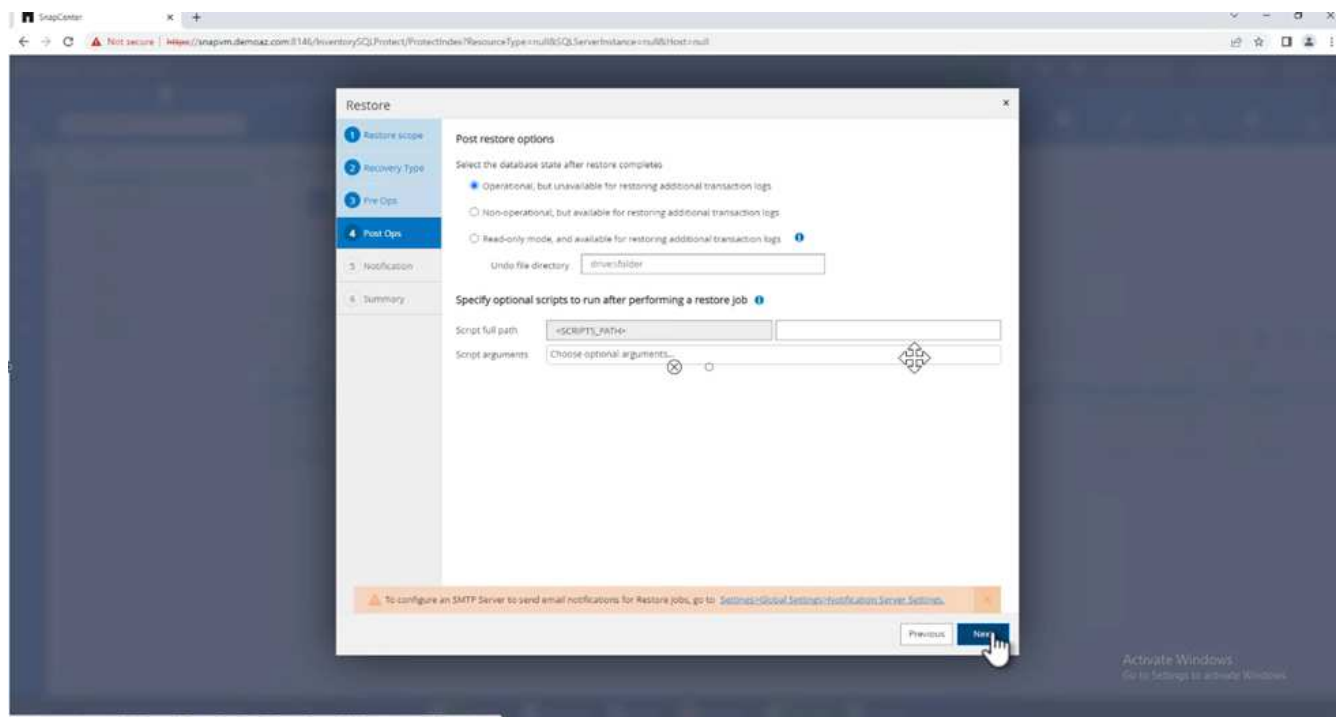 SnapCenter
Not secure | https://snapvm.demoaz.com:8146/InventorySQLProtect/ProtectIndex?ResourceType=null&SQLServerInstance=null&Host=null
Restore
1 Restore scope
2 Recovery Type
3 Pre Ops
4 Post Ops
5 Notification
6 Summary
Post restore options
Select the database state after restore completes
Operational, but unavailable for restoring additional transaction logs
Non-operational, but available for restoring additional transaction logs
Read-only mode, and available for restoring additional transaction logs
Undo file directory drive:\folder
Specify optional scripts to run after performing a restore job
Script full path <SCRIPTS_PATH>
Script arguments Choose optional arguments...
To configure an SMTP Server to send email notifications for Restore jobs, go to Settings>Global Settings>Notification Server Settings.
Previous Next
Activate Windows
Go to Settings to activate Windows.